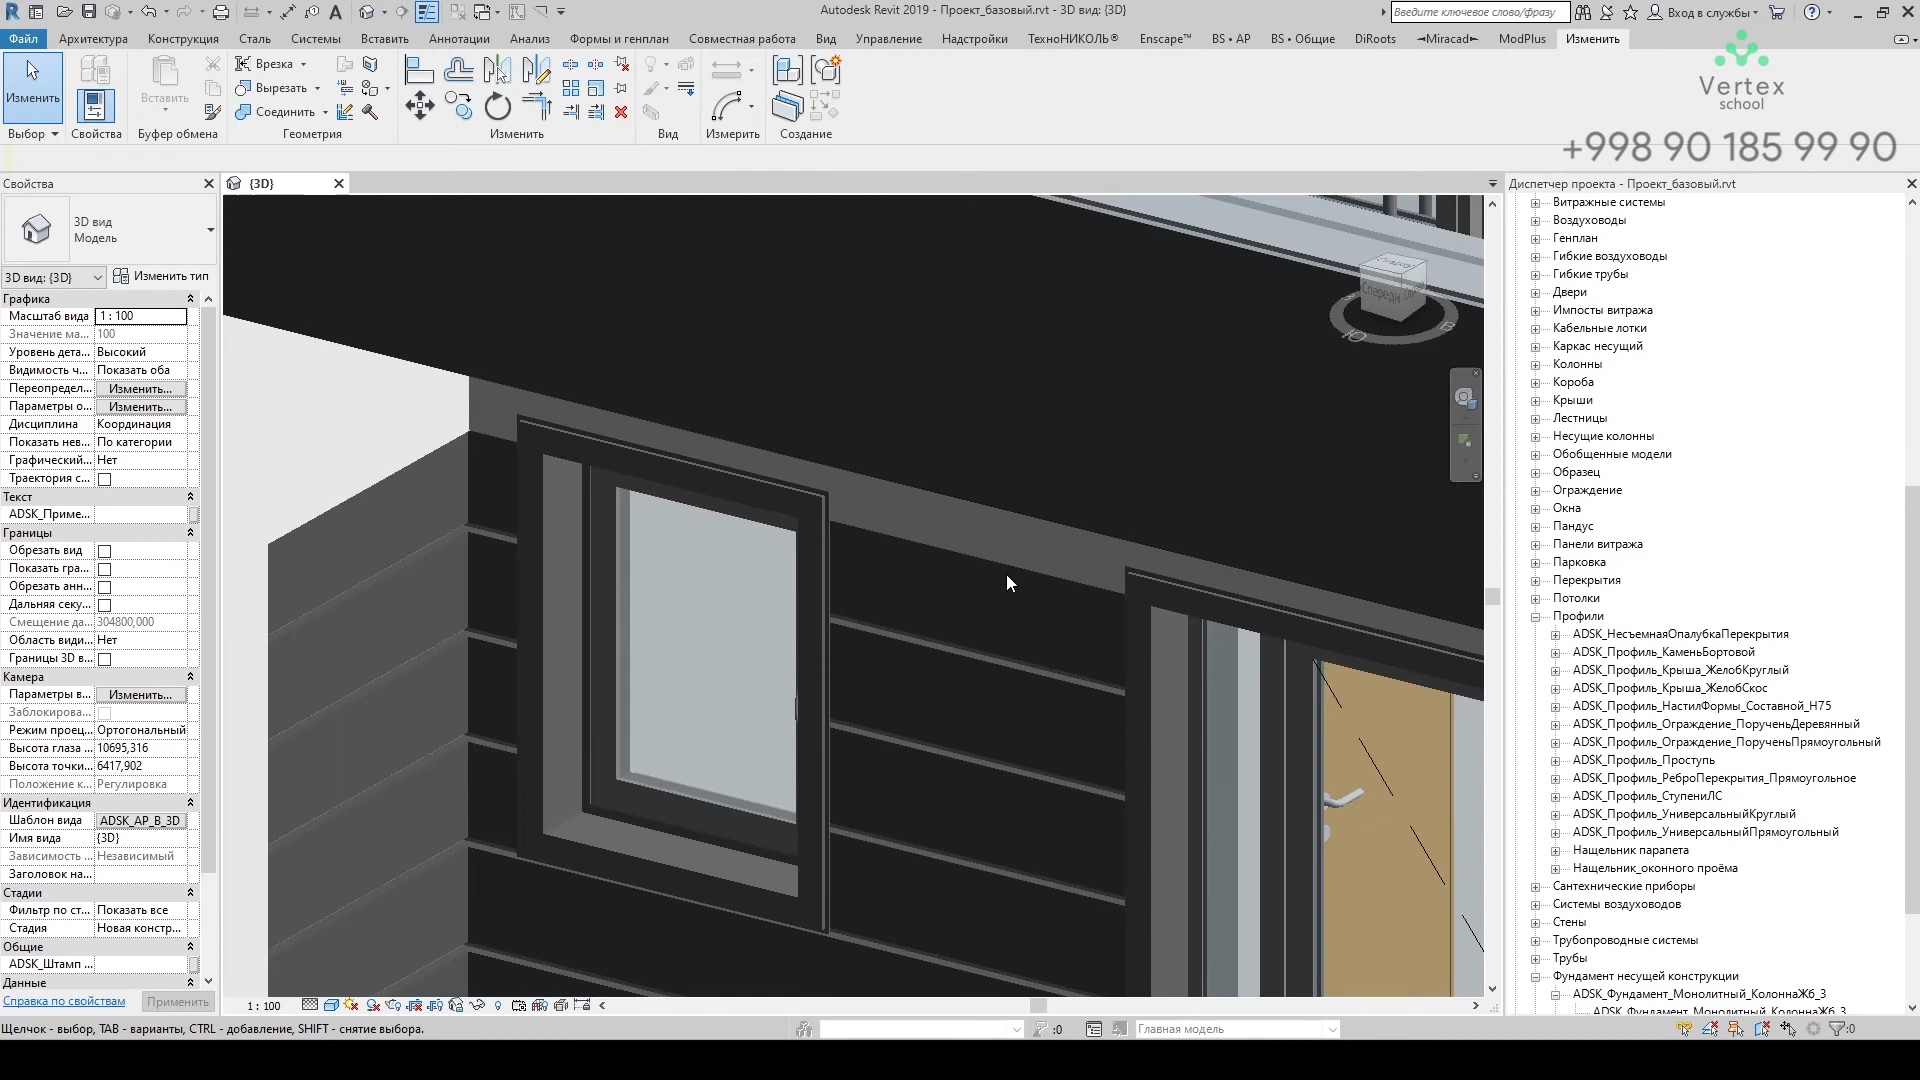 Autodesk Revit 2019 - Проект_базовый.rvt - 3D вид: {3D}
Введите ключевое слово/фразу
Вход в службы
Файл Архитектура Конструкция Сталь Системы Вставить Аннотации Анализ Формы и генплан Совместная работа Вид Управление Надстройки ТехноНИКОЛЬ® Enscape™ BS • АР BS • Общие DiRoots -=Miracad=- ModPlus Изменить
Изменить
Вставить
Врезка
Вырезать
Соединить
Выбор Свойства Буфер обмена Геометрия Изменить Вид Измерить Создание
Vertex
school
+998 90 185 99 90
Свойства
3D вид
Модель
3D вид: {3D} Изменить тип
Графика
Масштаб вида 1 : 100
Значение ма... 100
Уровень дета... Высокий
Видимость ч... Показать оба
Переопредел... Изменить...
Параметры о... Изменить...
Дисциплина Координация
Показать нев... По категории
Графический... Нет
Траектория с...
Текст
ADSK_Приме...
Границы
Обрезать вид
Показать гра...
Обрезать анн...
Дальняя секу...
Смещение да... 304800,000
Область види... Нет
Границы 3D в...
Камера
Параметры в... Изменить...
Заблокирова...
Режим проец... Ортогональный
Высота глаза ... 10695,316
Высота точки... 6417,902
Положение к... Регулировка
Идентификация
Шаблон вида ADSK_АР_В_3D
Имя вида {3D}
Зависимость ... Независимый
Заголовок на...
Стадии
Фильтр по ст... Показать все
Стадия Новая констр...
Общие
ADSK_Штамп ...
Данные
Справка по свойствам Применить
{3D}
Спереди
Ю
В
1 : 100
Диспетчер проекта - Проект_базовый.rvt
Витражные системы
Воздуховоды
Генплан
Гибкие воздуховоды
Гибкие трубы
Двери
Импосты витража
Кабельные лотки
Каркас несущий
Колонны
Короба
Крыши
Лестницы
Несущие колонны
Обобщенные модели
Образец
Ограждение
Окна
Пандус
Панели витража
Парковка
Перекрытия
Потолки
Профили
ADSK_НесъемнаяОпалубкаПерекрытия
ADSK_Профиль_КаменьБортовой
ADSK_Профиль_Крыша_ЖелобКруглый
ADSK_Профиль_Крыша_ЖелобСкос
ADSK_Профиль_НастилФормы_Составной_Н75
ADSK_Профиль_Ограждение_ПорученьДеревянный
ADSK_Профиль_Ограждение_ПорученьПрямоугольный
ADSK_Профиль_Проступь
ADSK_Профиль_РеброПерекрытия_Прямоугольное
ADSK_Профиль_СтупениЛС
ADSK_Профиль_УниверсальныйКруглый
ADSK_Профиль_УниверсальныйПрямоугольный
Нащельник парапета
Нащельник_оконного проёма
Сантехнические приборы
Системы воздуховодов
Стены
Трубопроводные системы
Трубы
Фундамент несущей конструкции
ADSK_Фундамент_Монолитный_КолоннаЖб_3
ADSK_Фундамент_Монолитный_КолоннаЖб_3
Щелчок - выбор, TAB - варианты, CTRL - добавление, SHIFT - снятие выбора.
:0
Главная модель
:0